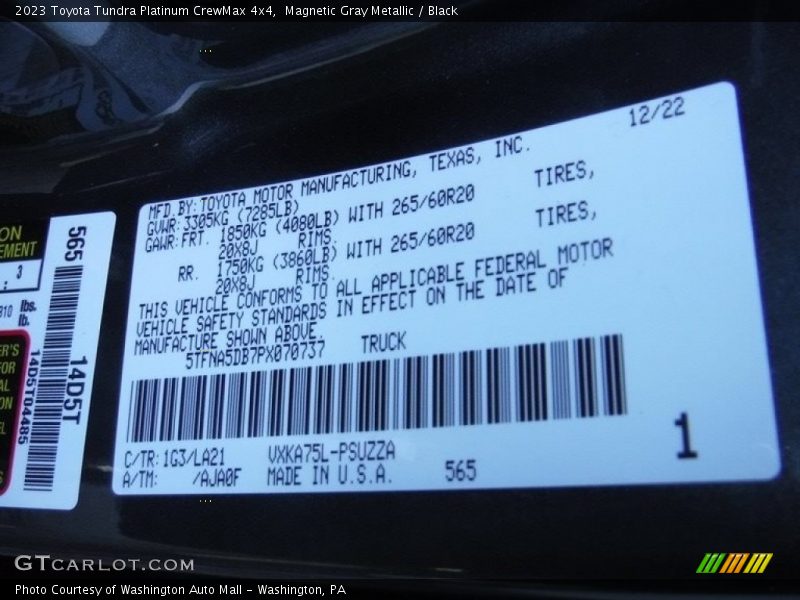 2023 Toyota Tundra Platinum CrewMax 4x4,  Magnetic Gray Metallic / Black
12/22
MFD BY: TOYOTA MOTOR MANUFACTURING, TEXAS, INC.
GVWR: 3305KG (7285LB)
GAWR: FRT. 1850KG (4080LB) WITH 265/60R20 TIRES,
20X8J RIMS.
RR. 1750KG (3860LB) WITH 265/60R20 TIRES,
20X8J RIMS.
THIS VEHICLE CONFORMS TO ALL APPLICABLE FEDERAL MOTOR
VEHICLE SAFETY STANDARDS IN EFFECT ON THE DATE OF
MANUFACTURE SHOWN ABOVE.
5TFNA5DB7PX070737 TRUCK
C/TR: 1G3/LA21 VXKA75L-PSUZZA
A/TM: /AJA0F MADE IN U.S.A. 565
1
565
14D5T
14D5T04485
3
lbs.
lb.
GTCARLOT.COM
Photo Courtesy of Washington Auto Mall - Washington, PA